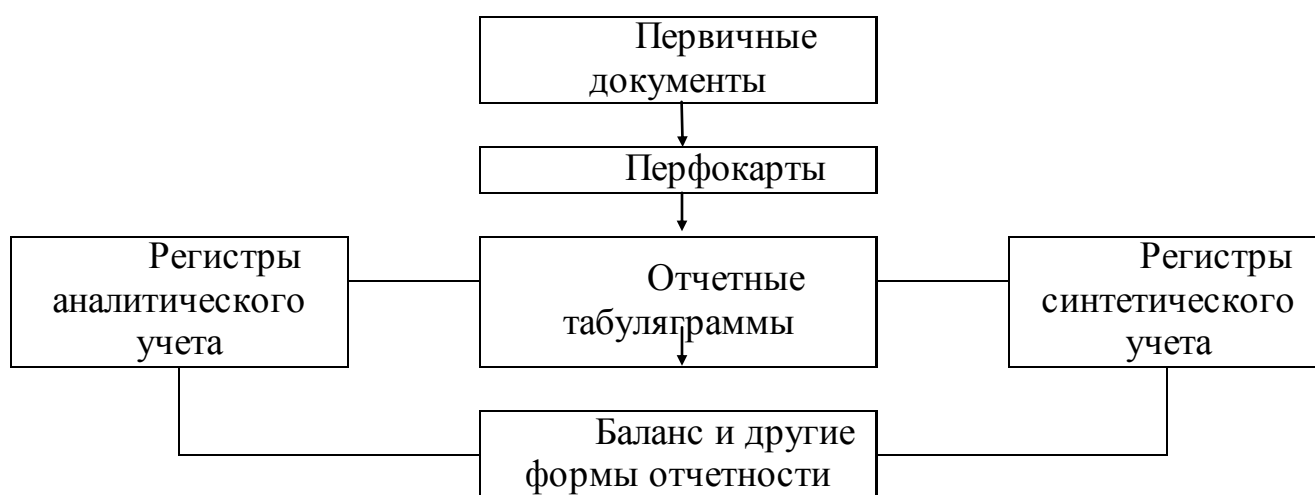 Первичные
документы
Перфокарты
Регистры
аналитического
учета
Отчетные
табуляграммы
Регистры
синтетического
учета
Баланс и другие
формы отчетности